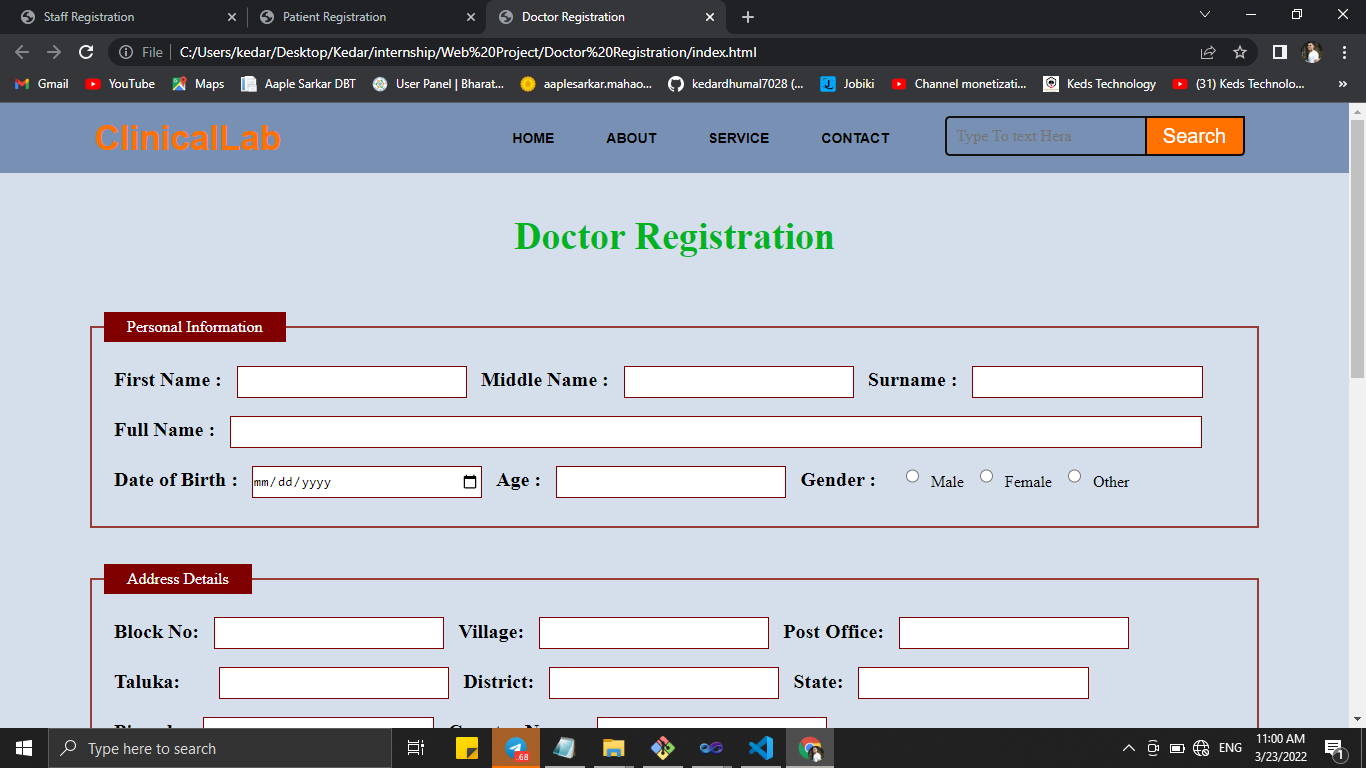 Staff Registration
Patient Registration
Doctor Registration
File C:/Users/kedar/Desktop/Kedar/internship/Web%20Project/Doctor%20Registration/index.html
Gmail YouTube Maps Aaple Sarkar DBT User Panel | Bharat... aaplesarkar.mahao... kedardhumal7028 (... Jobiki Channel monetizati... Keds Technology (31) Keds Technolo... »
ClinicalLab HOME ABOUT SERVICE CONTACT Type To text Hera Search
Doctor Registration
Personal Information
First Name : Middle Name : Surname :
Full Name :
Date of Birth : mm/dd/yyyy Age : Gender : Male Female Other
Address Details
Block No: Village: Post Office:
Taluka: District: State:
Type here to search
.68
ENG
11:00 AM
3/23/2022
1